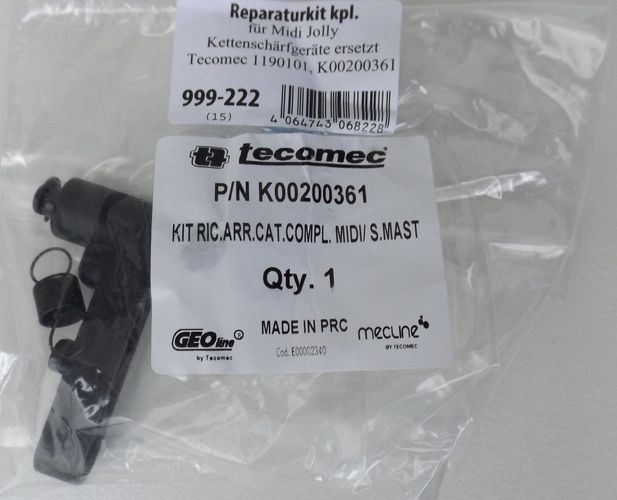 Reparaturkit kpl.
für Midi Jolly
Kettenschärfgeräte ersetzt
Tecomec 1190101, K00200361
999-222
(15)
4 064743 068228
tecomec
P/N K00200361
KIT RIC.ARR.CAT.COMPL. MIDI/ S.MAST
Qty. 1
GEOline ®
by Tecomec
MADE IN PRC
Cod. E00002340
mecline
BY TECOMEC